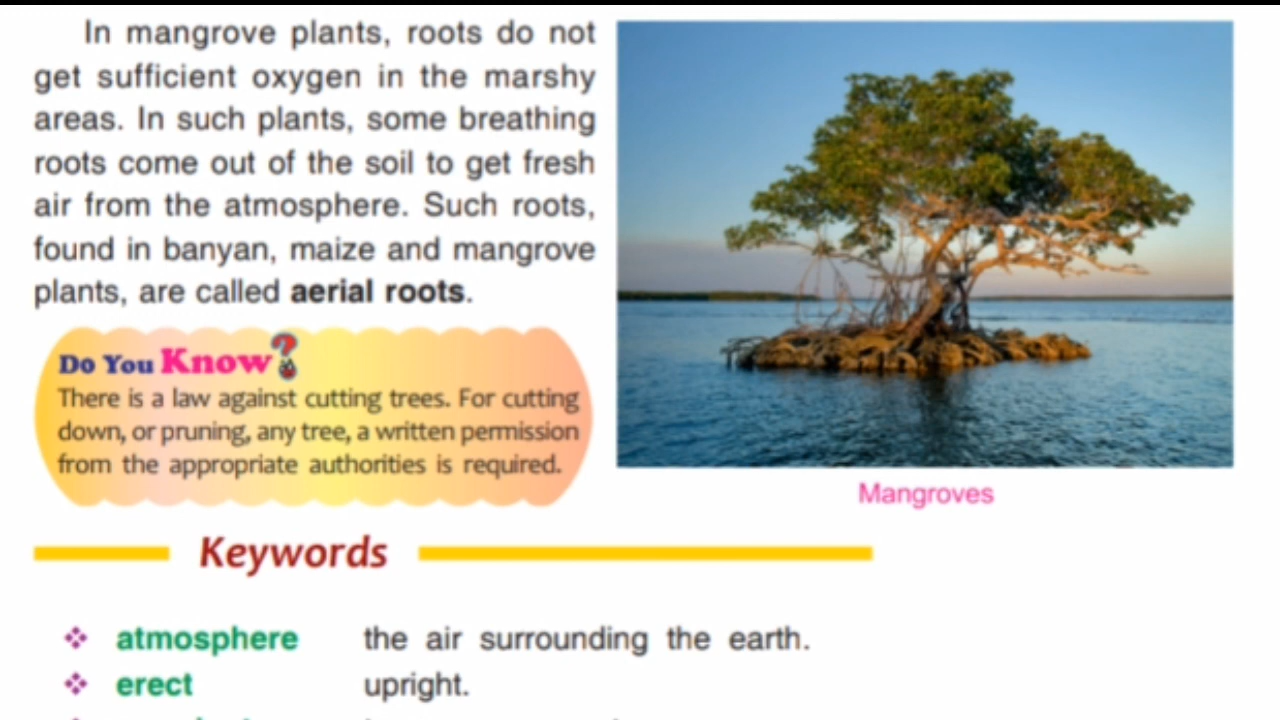 In mangrove plants, roots do not
get sufficient oxygen in the marshy
areas. In such plants, some breathing
roots come out of the soil to get fresh
air from the atmosphere. Such roots,
found in banyan, maize and mangrove
plants, are called aerial roots.
Do You Know?
There is a law against cutting trees. For cutting
down, or pruning, any tree, a written permission
from the appropriate authorities is required.
Mangroves
Keywords
❖ atmosphere the air surrounding the earth.
❖ erect upright.